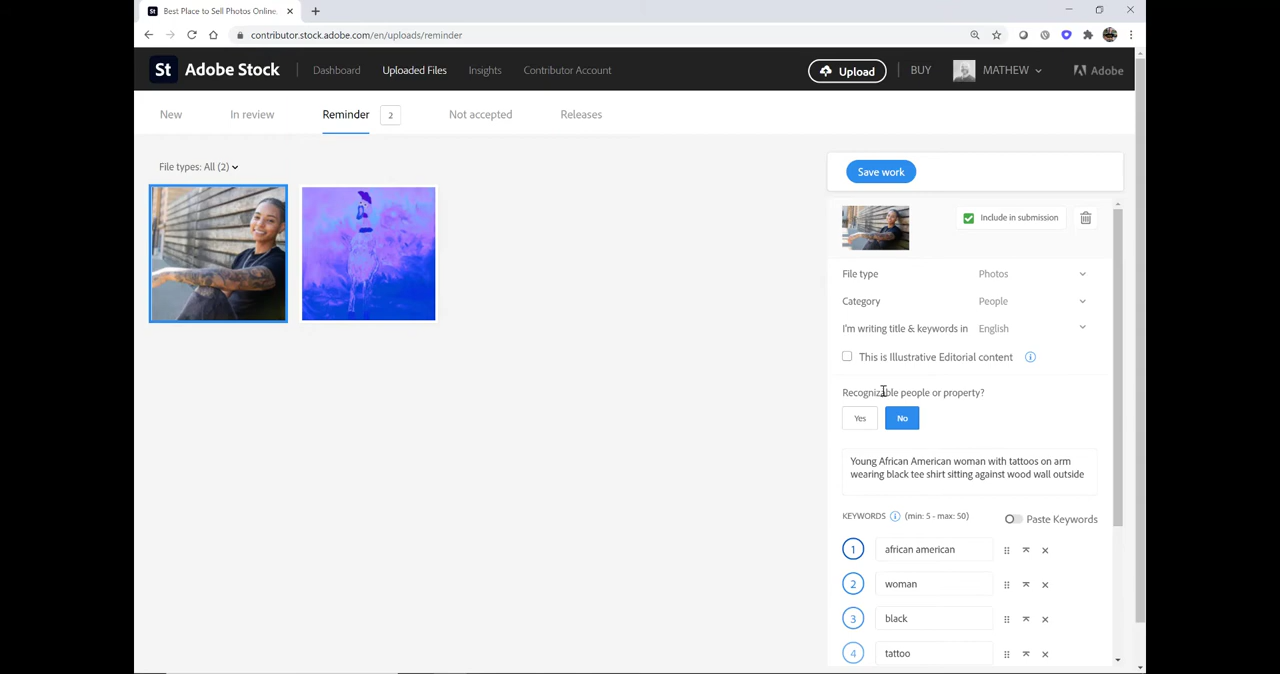 Best Place to Sell Photos Online,
contributor.stock.adobe.com/en/uploads/reminder
St Adobe Stock Dashboard Uploaded Files Insights Contributor Account Upload BUY MATHEW Adobe
New In review Reminder 2 Not accepted Releases
File types: All (2)
Save work
Include in submission
File type Photos
Category People
I'm writing title & keywords in English
This is Illustrative Editorial content
Recognizable people or property?
Yes No
Young African American woman with tattoos on arm
wearing black tee shirt sitting against wood wall outside
KEYWORDS (min: 5 - max: 50) Paste Keywords
1 african american
2 woman
3 black
4 tattoo